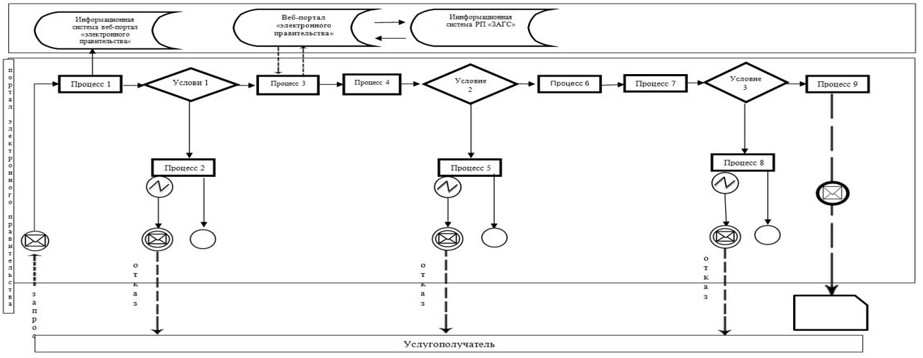 Информационная
система веб-портал
«электронного
правительства»
Веб-портал
«электронного
правительства»
Ииформационная
система РП «ЗАГС»
портал электронного правительства
Процесс 1
Услови 1
Процес 3
Процесс 4
Условие
2
Процесс 6
Процесс 7
Условие
3
Процесс 9
Процесс 2
Процесс 5
Процесс 8
запрос
отказ
отказ
отказ
Услугополучатель